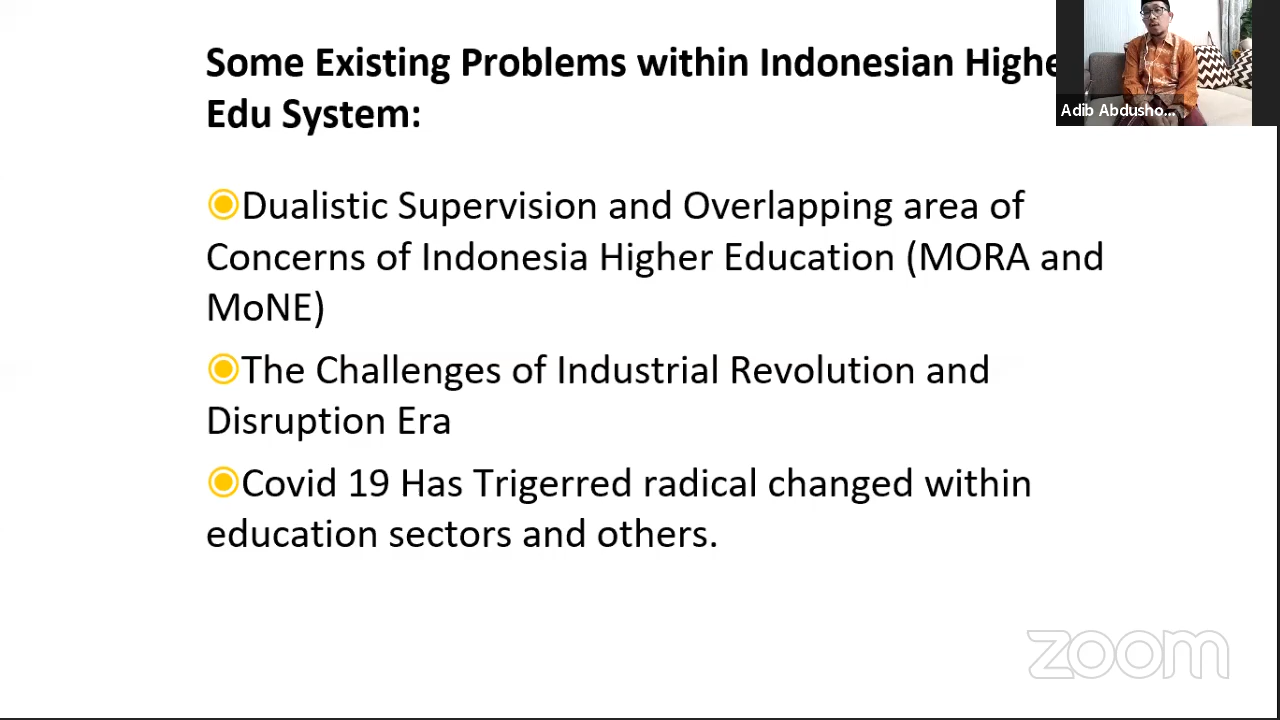 Some Existing Problems within Indonesian Highe
Edu System:
Adib Abdusho...
Dualistic Supervision and Overlapping area of
Concerns of Indonesia Higher Education (MORA and
MoNE)
The Challenges of Industrial Revolution and
Disruption Era
Covid 19 Has Trigerred radical changed within
education sectors and others.
zoom